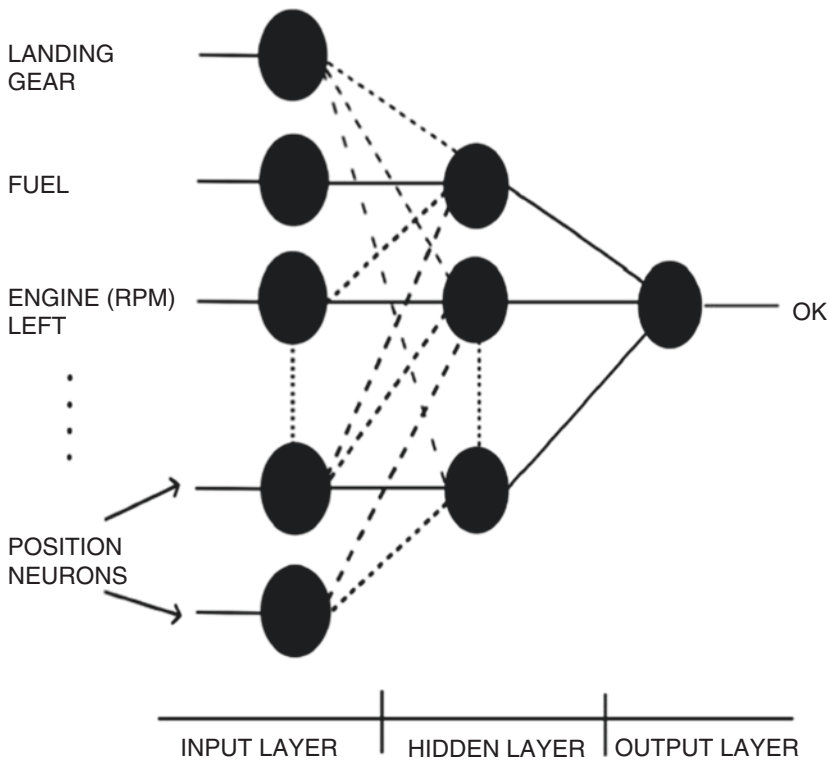 LANDING
GEAR
FUEL
ENGINE (RPM)
LEFT
OK
POSITION
NEURONS
INPUT LAYER
HIDDEN LAYER
OUTPUT LAYER